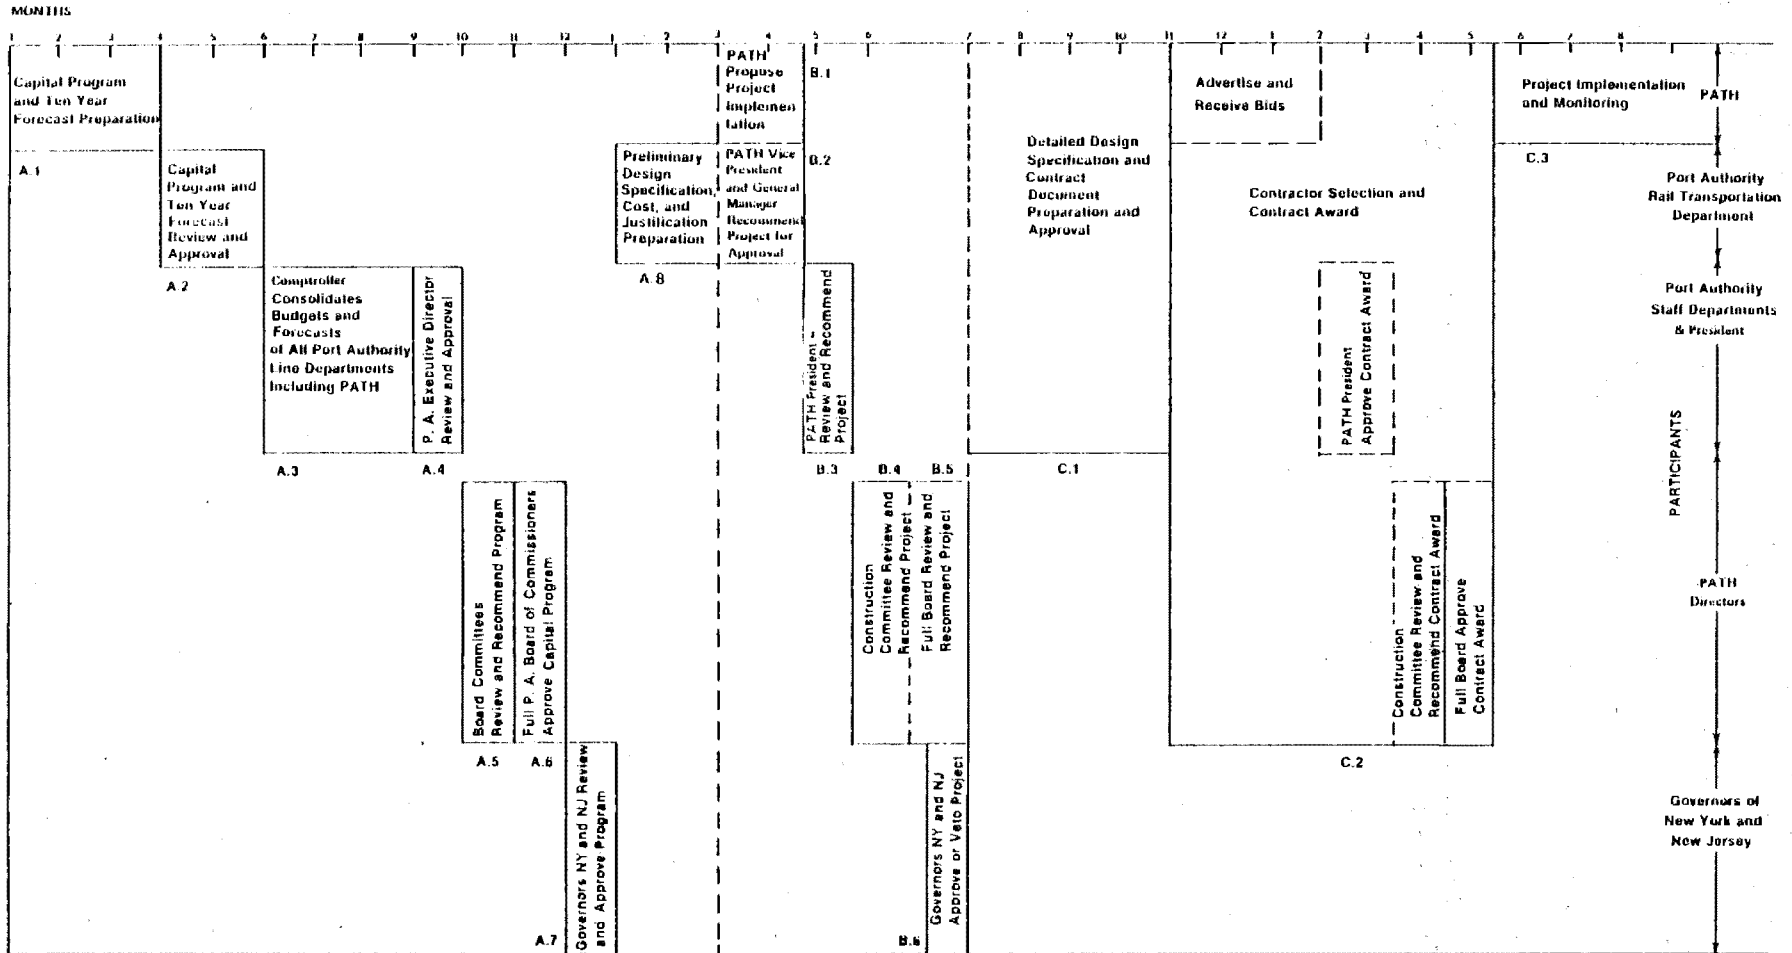 MONTHS
1 2 3 4 5 6 7 8 9 10 11 12 1 2 3 4 5 6 7 8 9 10 11 12 1 2 3 4 5 6 7 8
Capital Program
and Ten Year
Forecast Preparation
A.1
Capital
Program and
Ten Year
Forecast
Review and
Approval
A.2
Comptroller
Consolidates
Budgets and
Forecasts
of All Port Authority
Line Departments
Including PATH
A.3
P. A. Executive Director
Review and Approval
A.4
Board Committees
Review and Recommend Program
A.5
Full P. A. Board of Commissioners
Approve Capital Program
A.6
Governors NY and NJ Review
and Approve Program
A.7
Preliminary
Design
Specification,
Cost, and
Justification
Preparation
A.8
PATH
Propose
Project
Implemen
tation
B.1
PATH Vice
President
and General
Manager
Recommend
Project for
Approval
B.2
PATH President –
Review and Recommend
Project
B.3
Construction
Committee Review and
Recommend Project
B.4
Full Board Review and
Recommend Project
B.5
Governors NY and NJ
Approve or Veto Project
B.6
Detailed Design
Specification and
Contract
Document
Preparation and
Approval
C.1
Advertise and
Receive Bids
Contractor Selection and
Contract Award
PATH President
Approve Contract Award
Construction
Committee Review and
Recommend Contract Award
Full Board Approve
Contract Award
C.2
Project Implementation
and Monitoring
C.3
PARTICIPANTS
PATH
Port Authority
Rail Transportation
Department
Port Authority
Staff Departments
& President
PATH
Directors
Governors of
New York and
New Jersey